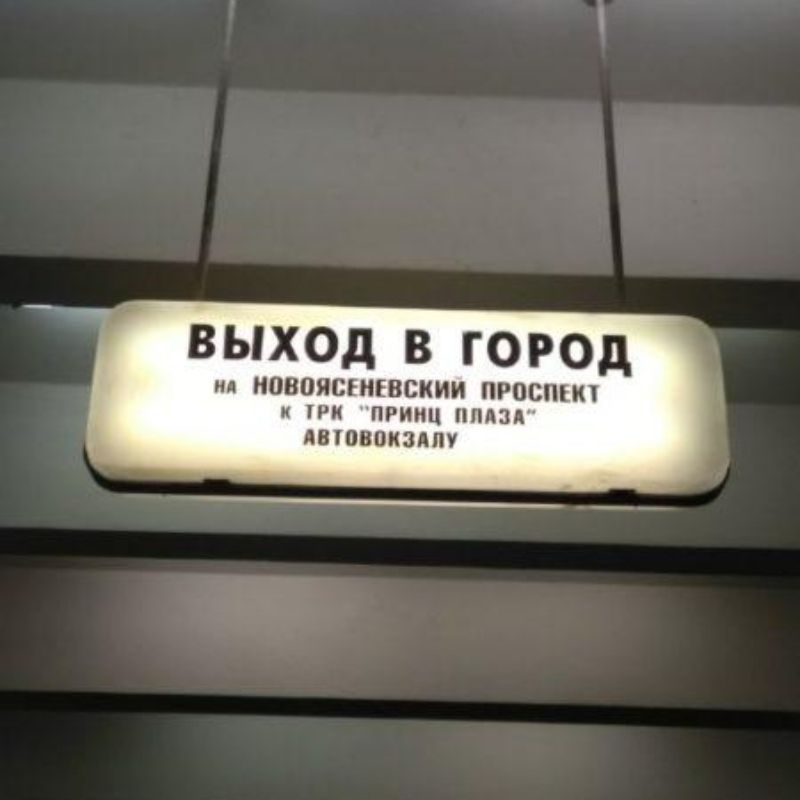 ВЫХОД В ГОРОД
НА НОВОЯСЕНЕВСКИЙ ПРОСПЕКТ
К ТРК "ПРИНЦ ПЛАЗА"
АВТОВОКЗАЛУ